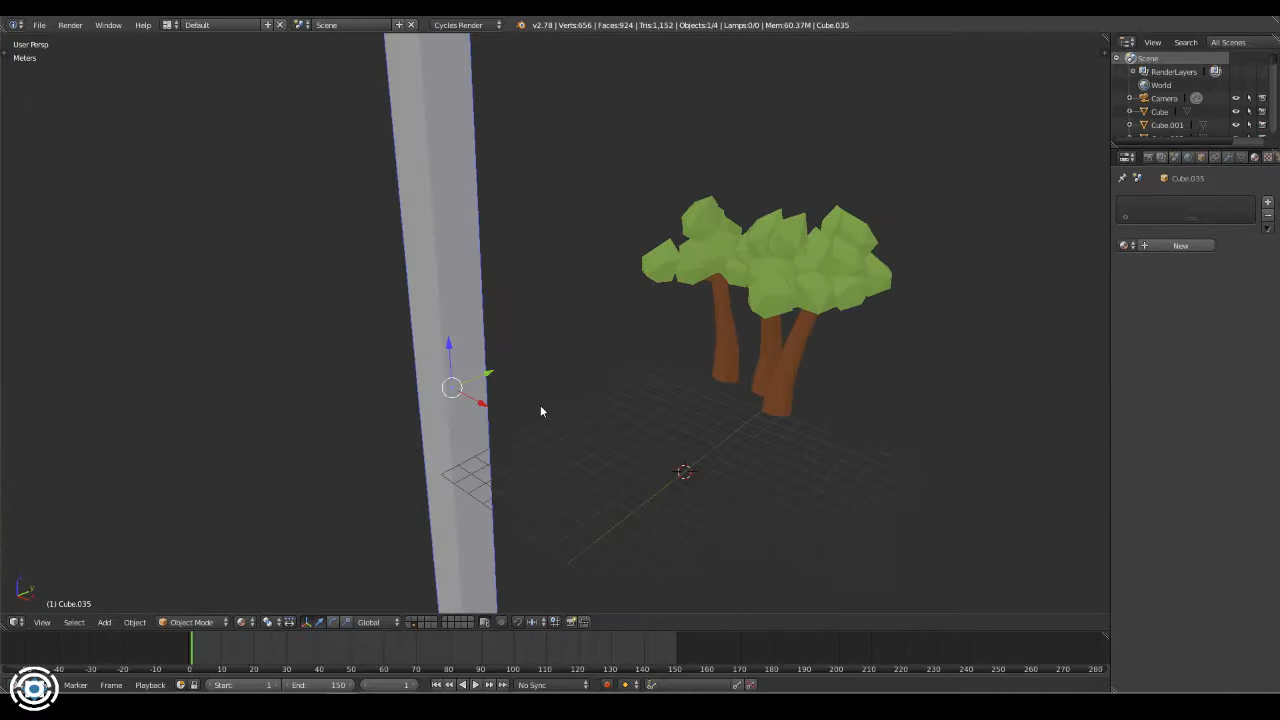 File Render Window Help Default Scene Cycles Render v2.78 | Verts:656 | Faces:924 | Tris:1,152 | Objects:1/4 | Lamps:0/0 | Mem:60.37M | Cube.035
User Persp
Meters
View Search All Scenes
Scene
RenderLayers
World
Camera
Cube
Cube.001
Cube.035
New
(1) Cube.035
View Select Add Object Object Mode Global
-40 -30 -20 -10 0 10 20 30 40 50 60 70 80 90 100 110 120 130 140 150 160 170 180 190 200 210 220 230 240 250 260 270 280
Marker Frame Playback Start: 1 End: 150 1 No Sync